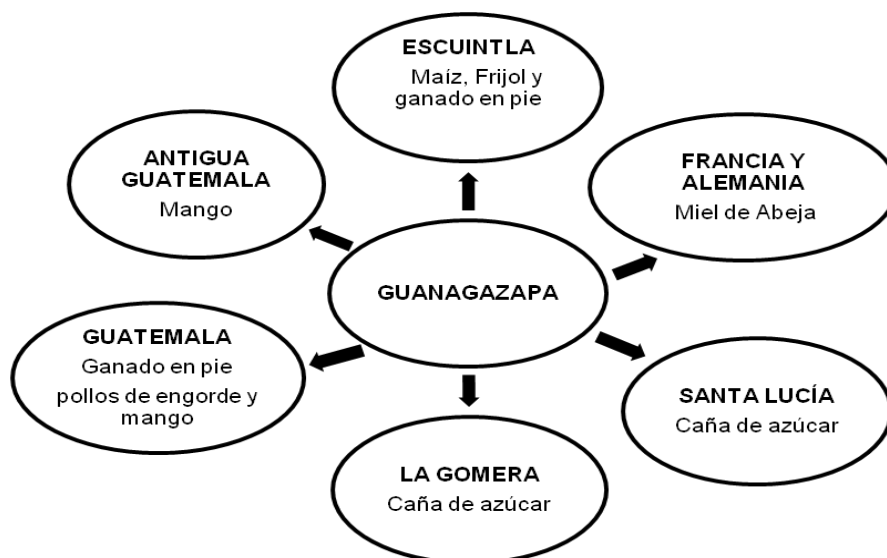 ESCUINTLA
Maíz, Frijol y
ganado en pie
ANTIGUA
GUATEMALA
Mango
FRANCIA Y
ALEMANIA
Miel de Abeja
GUANAGAZAPA
GUATEMALA
Ganado en pie
pollos de engorde y
mango
SANTA LUCÍA
Caña de azúcar
LA GOMERA
Caña de azúcar